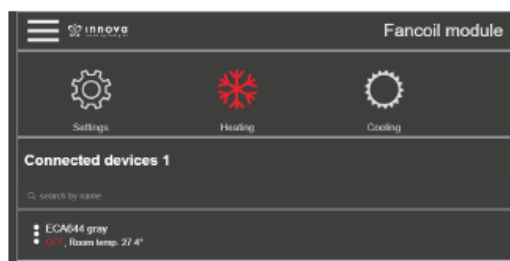 innova
Fancoil module
Settings
Heating
Cooling
Connected devices 1
search by name
ECA644 gray
OFF, Room temp. 27.4°